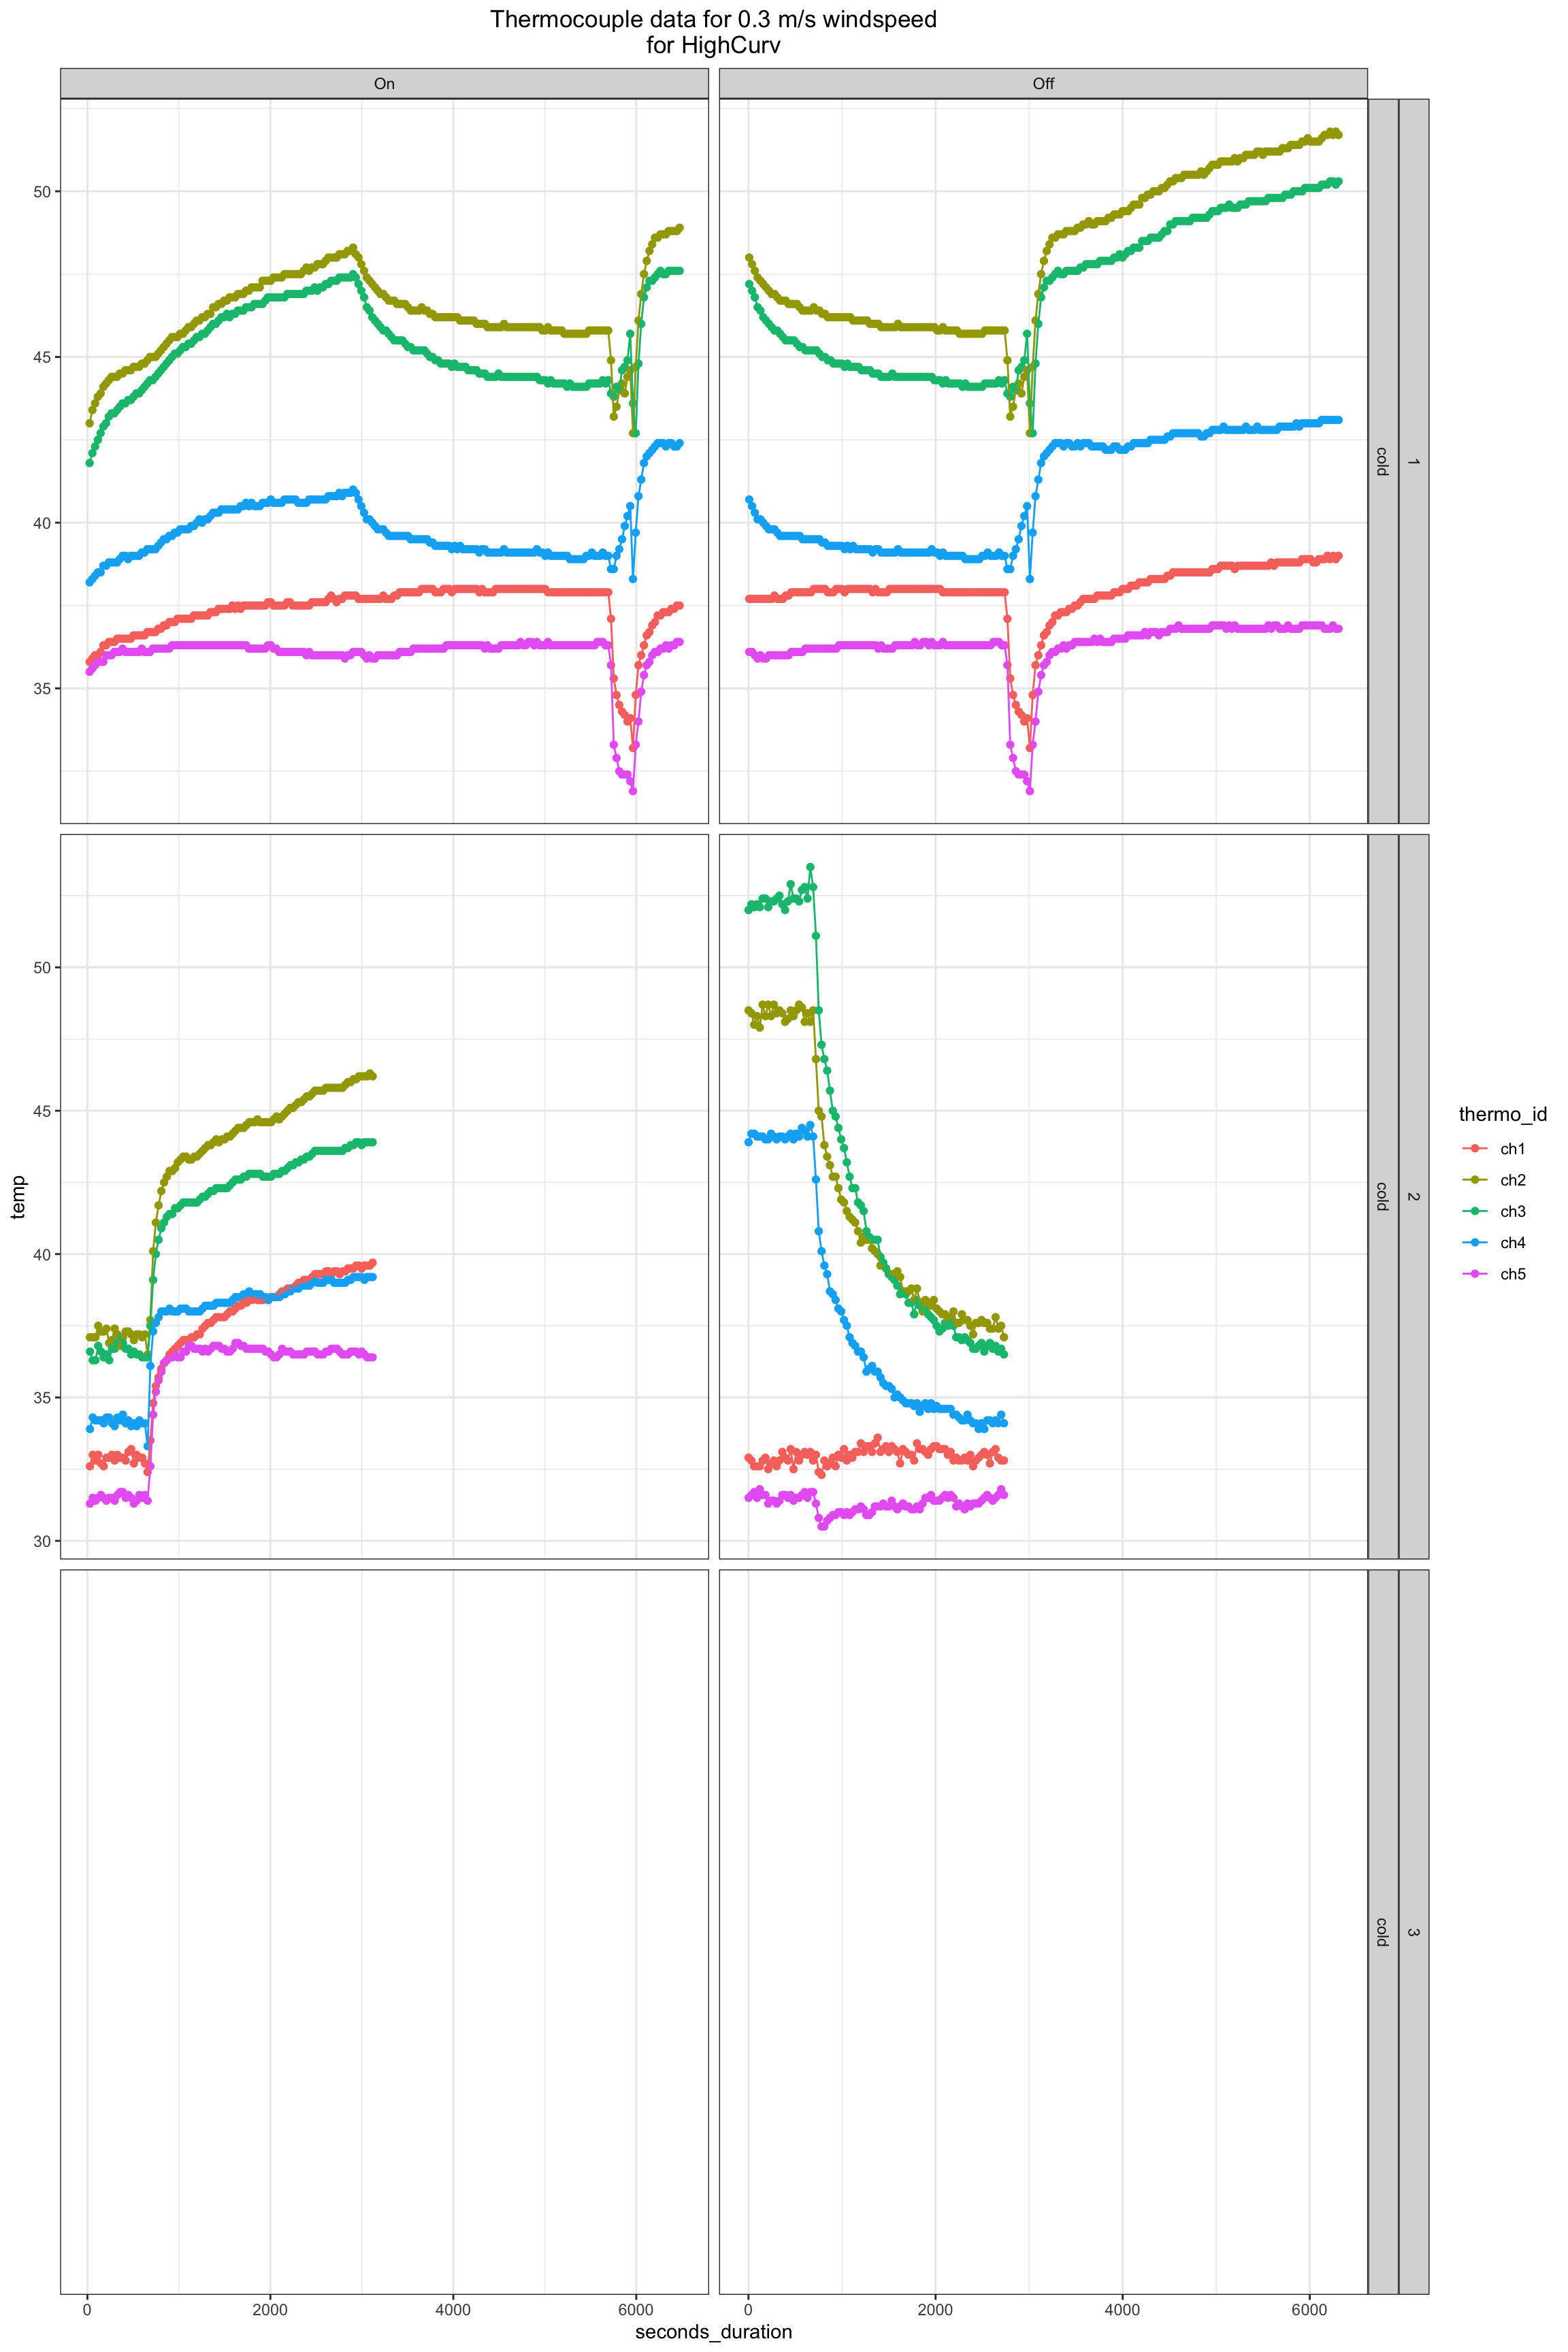 Thermocouple data for 0.3 m/s windspeed
for HighCurv
On
Off
50
45
40
35
cold
1
50
45
40
35
30
cold
2
temp
thermo_id
ch1
ch2
ch3
ch4
ch5
cold
3
0
2000
4000
6000
0
2000
4000
6000
seconds_duration